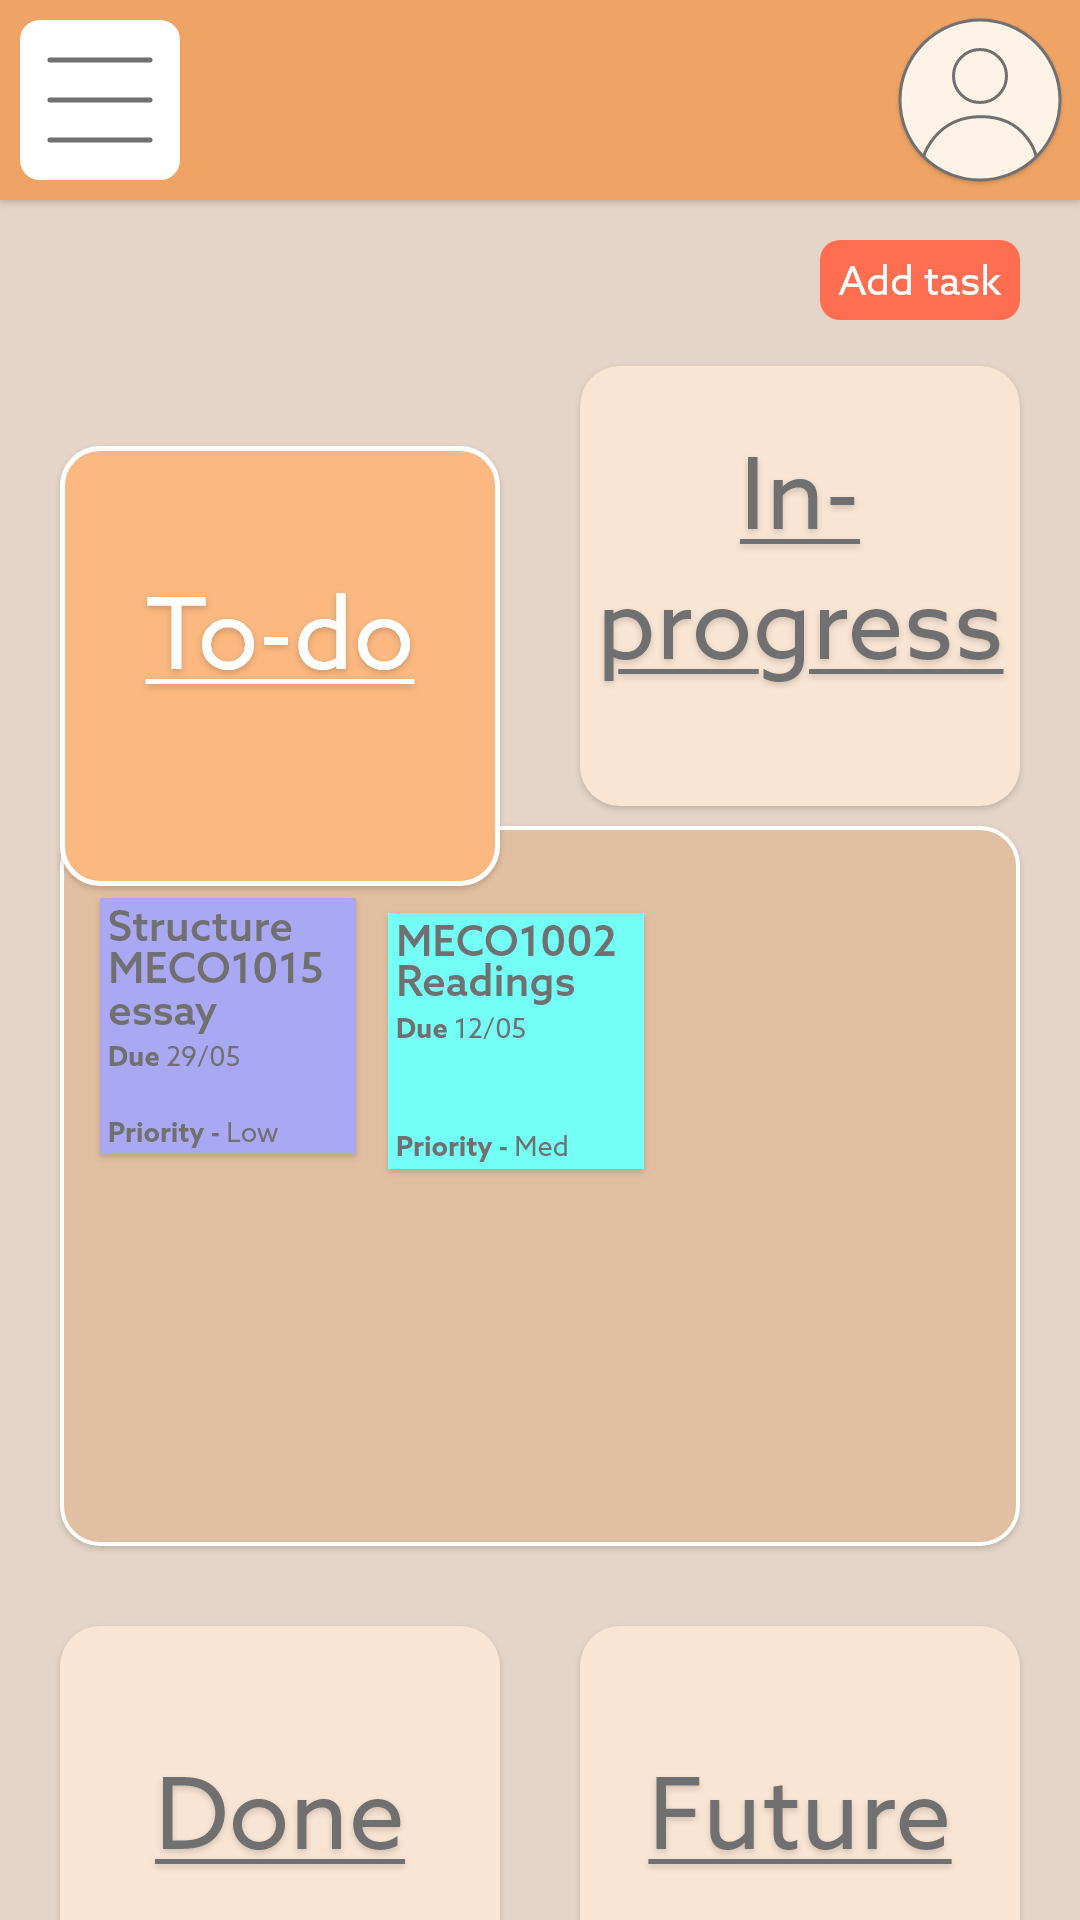 Add task
In-
progress
To-do
Structure
MECO1015
essay
Due 29/05
Priority - Low
MECO1002
Readings
Due 12/05
Priority - Med
Done
Future